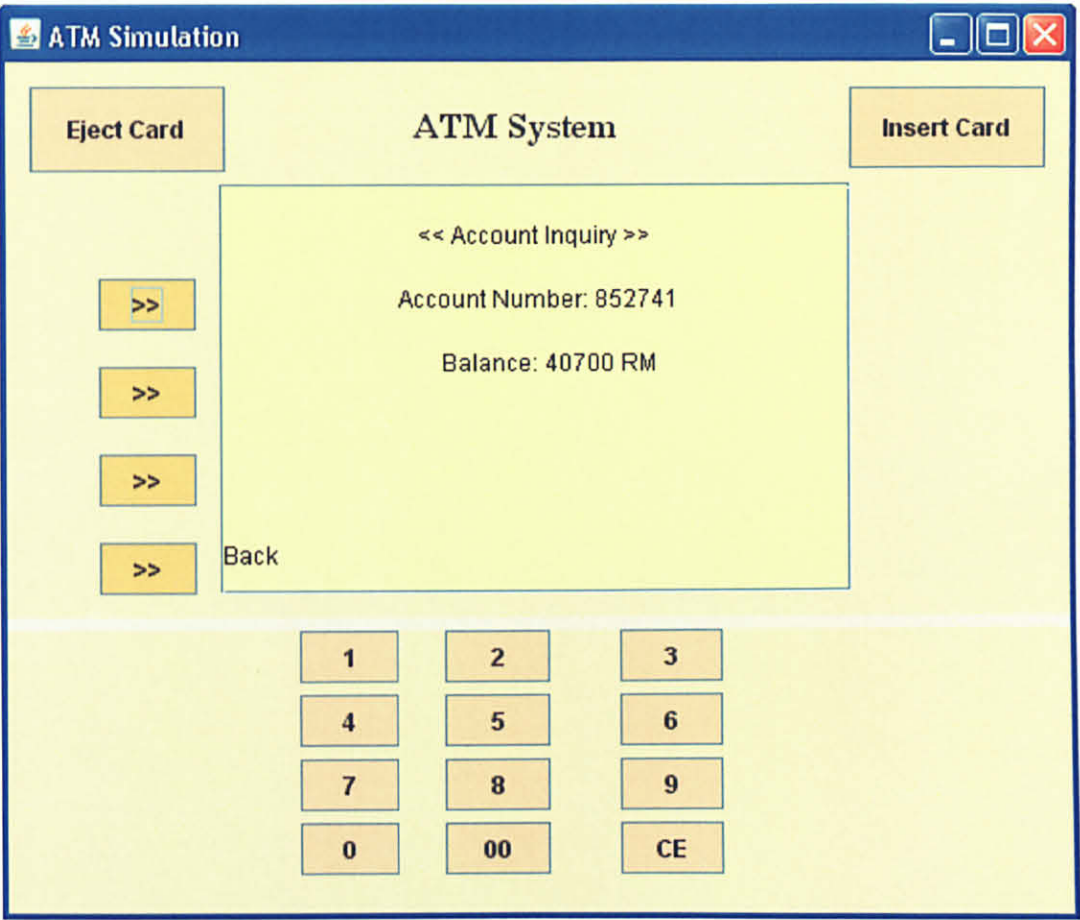 ATM Simulation
Eject Card
ATM System
Insert Card
<< Account Inquiry >>
>>
Account Number: 852741
>>
Balance: 40700 RM
>>
>>
Back
1 2 3
4 5 6
7 8 9
0 00 CE